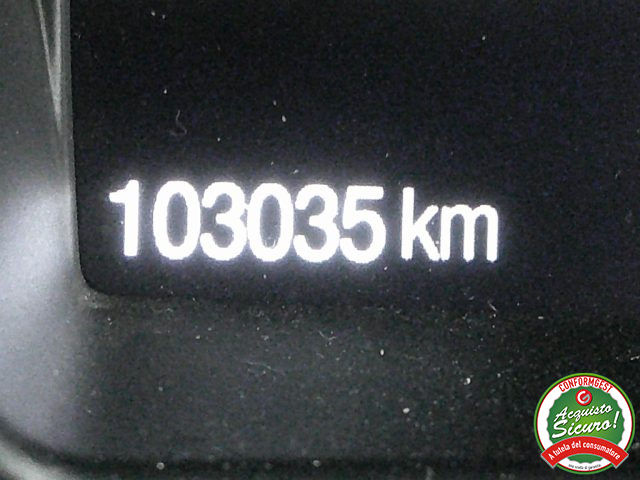 103035 km
CONFORMGEST
Acquisto
Sicuro!
A tutela del consumatore